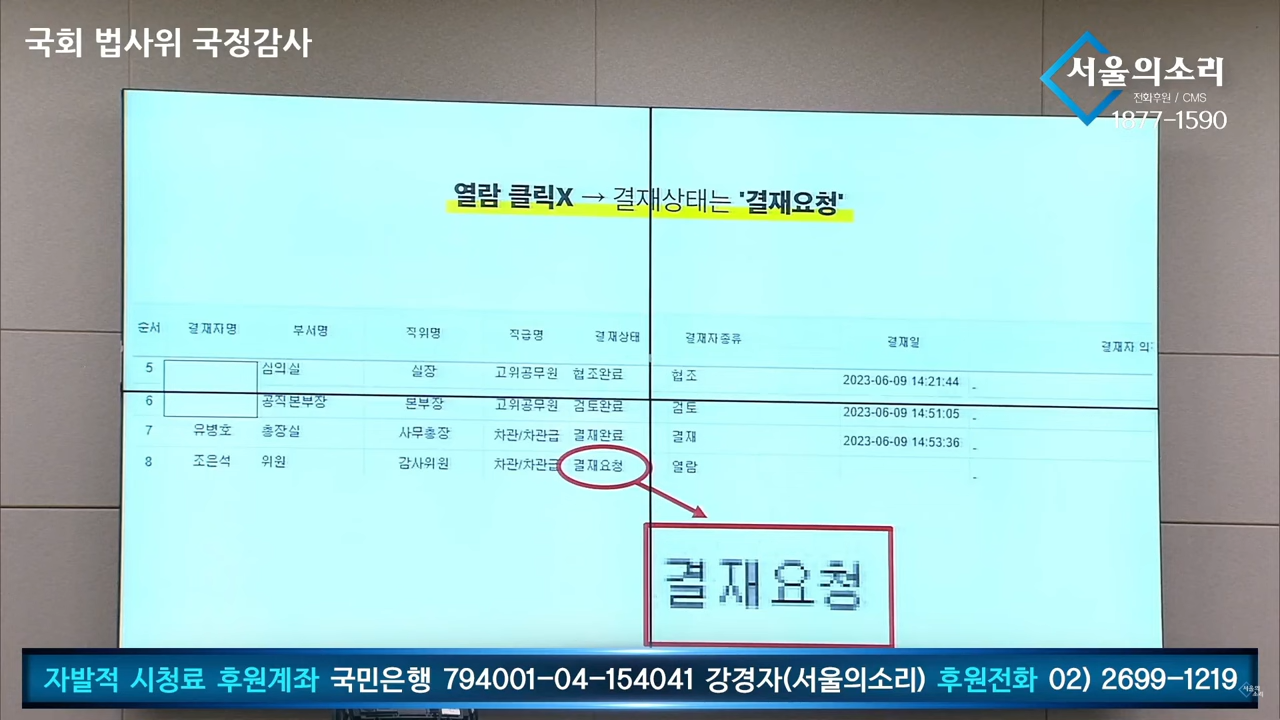 국회 법사위 국정감사
서울의소리
전화후원 / CMS
1877-1590
열람 클릭X → 결재상태는 '결재요청'
순서 결재자명 부서명 직위명 직급명 결재상태 결재자종류 결재일 결재자 의
5 심의실 실장 고위공무원 협조완료 협조 2023-06-09 14:21:44 -
6 공직본부장 본부장 고위공무원 검토완료 검토 2023-06-09 14:51:05 -
7 유병호 총장실 사무총장 차관/차관급 결재완료 결재 2023-06-09 14:53:36 -
8 조은석 위원 감사위원 차관/차관급 결재요청 열람 -
결재요청
자발적 시청료 후원계좌 국민은행 794001-04-154041 강경자(서울의소리) 후원전화 02) 2699-1219
서울의
소리